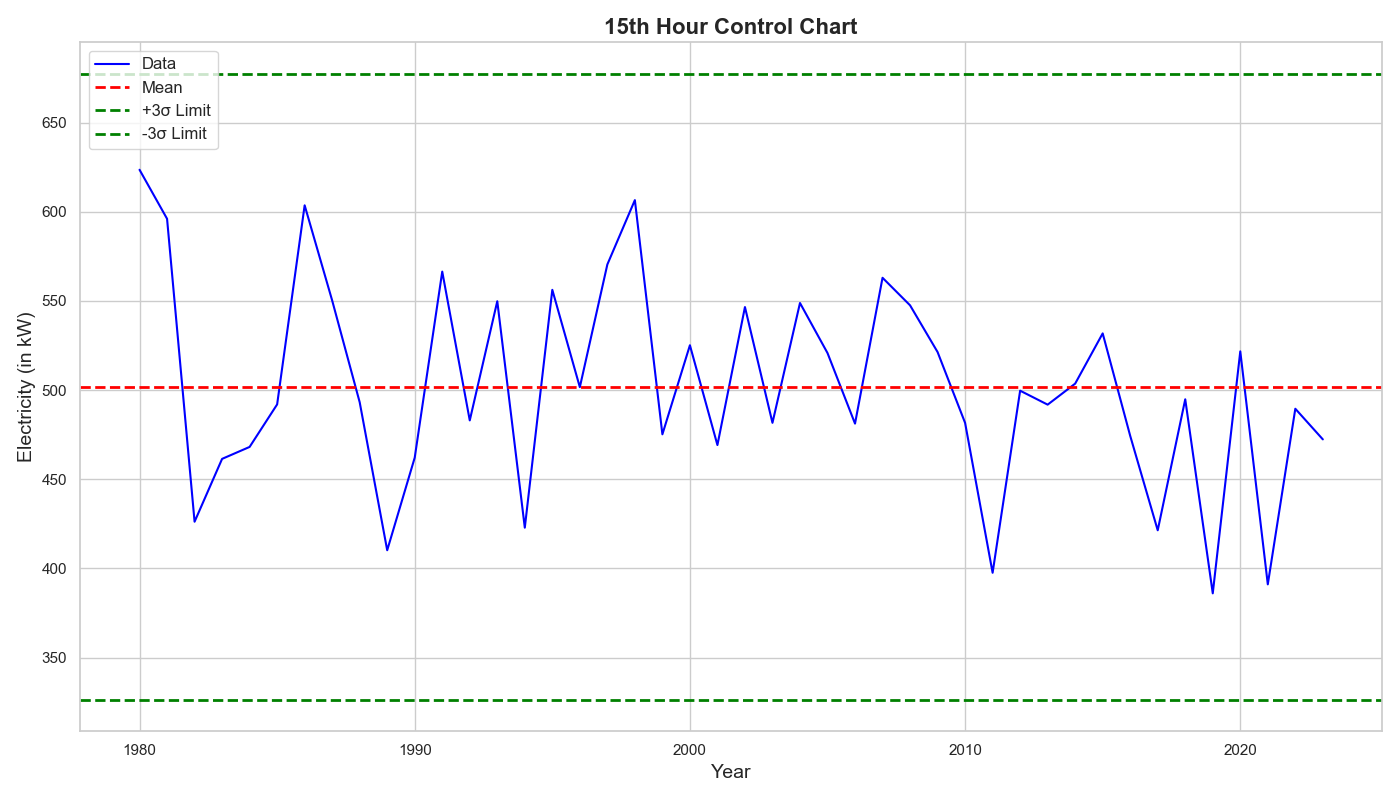 15th Hour Control Chart
Data
Mean
+3σ Limit
-3σ Limit
650
600
550
500
450
400
350
Electricity (in kW)
1980
1990
2000
2010
2020
Year